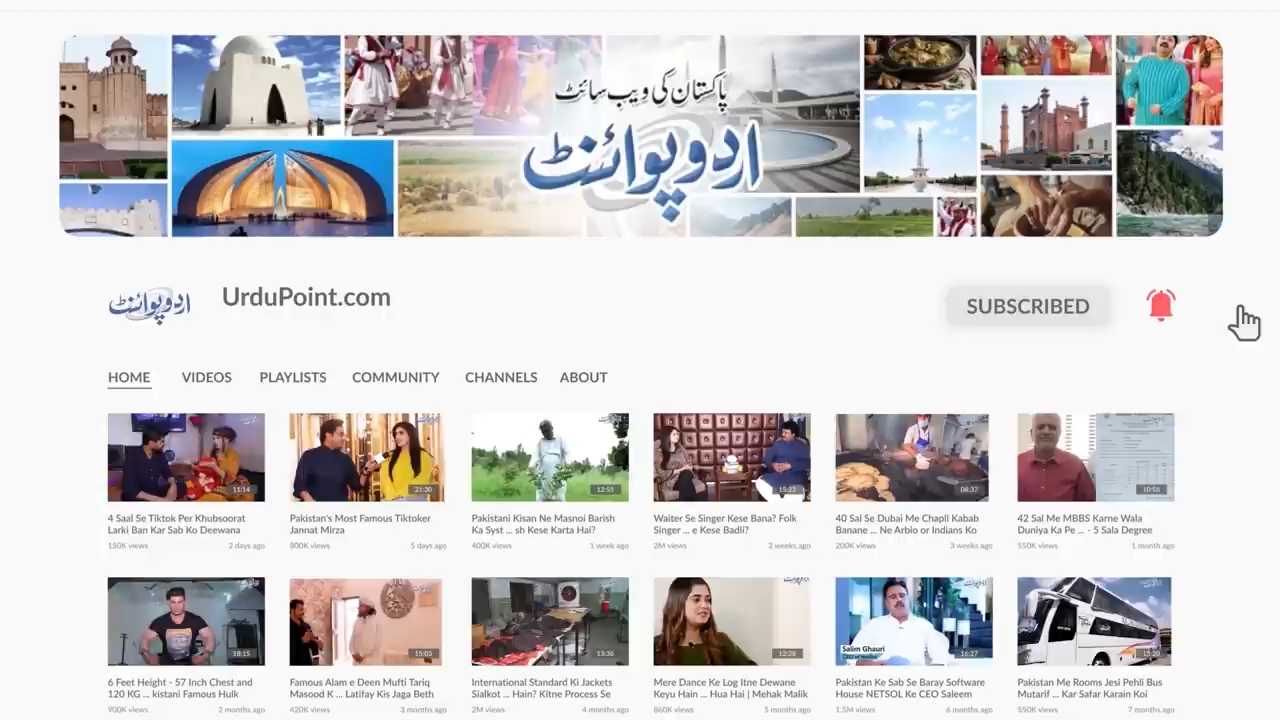 پاکستان کی ویب سائٹ
اردو پوائنٹ
اردو پوائنٹ
UrduPoint.com
SUBSCRIBED
HOME VIDEOS PLAYLISTS COMMUNITY CHANNELS ABOUT
11:14 21:30 12:51 15:23 08:37 10:58
4 Saal Se Tiktok Per Khubsoorat Pakistan's Most Famous Tiktoker Pakistani Kisan Ne Masnoi Barish Waiter Se Singer Kese Bana? Folk 40 Sal Se Dubai Me Chapli Kabab 42 Sal Me MBBS Karne Wala
Larki Ban Kar Sab Ko Deewana Jannat Mirza Ka Syst ... sh Kese Karta Hai? Singer ... e Kese Badli? Banane ... Ne Arbio or Indians Ko Duniya Ka Pe ... - 5 Sala Degree
150K views 2 days ago 800K views 5 days ago 400K views 1 week ago 2M views 2 weeks ago 200K views 3 weeks ago 550K views 1 month ago
Salim Ghauri
18:15 15:03 13:36 12:28 16:27 13:20
6 Feet Height - 57 Inch Chest and Famous Alam e Deen Mufti Tariq International Standard Ki Jackets Mere Dance Ke Log Itne Dewane Pakistan Ke Sab Se Baray Software Pakistan Me Rooms Jesi Pehli Bus
120 KG ... kistani Famous Hulk Masood K ... Latifay Kis Jaga Beth Sialkot ... Hain? Kitne Process Se Keyu Hain ... Hua Hai | Mehak Malik House NETSOL Ke CEO Saleem Mutarif ... Kar Safar Karain Koi
900K views 2 months ago 420K views 3 months ago 2M views 4 months ago 860K views 5 months ago 1.5M views 6 months ago 550K views 7 months ago